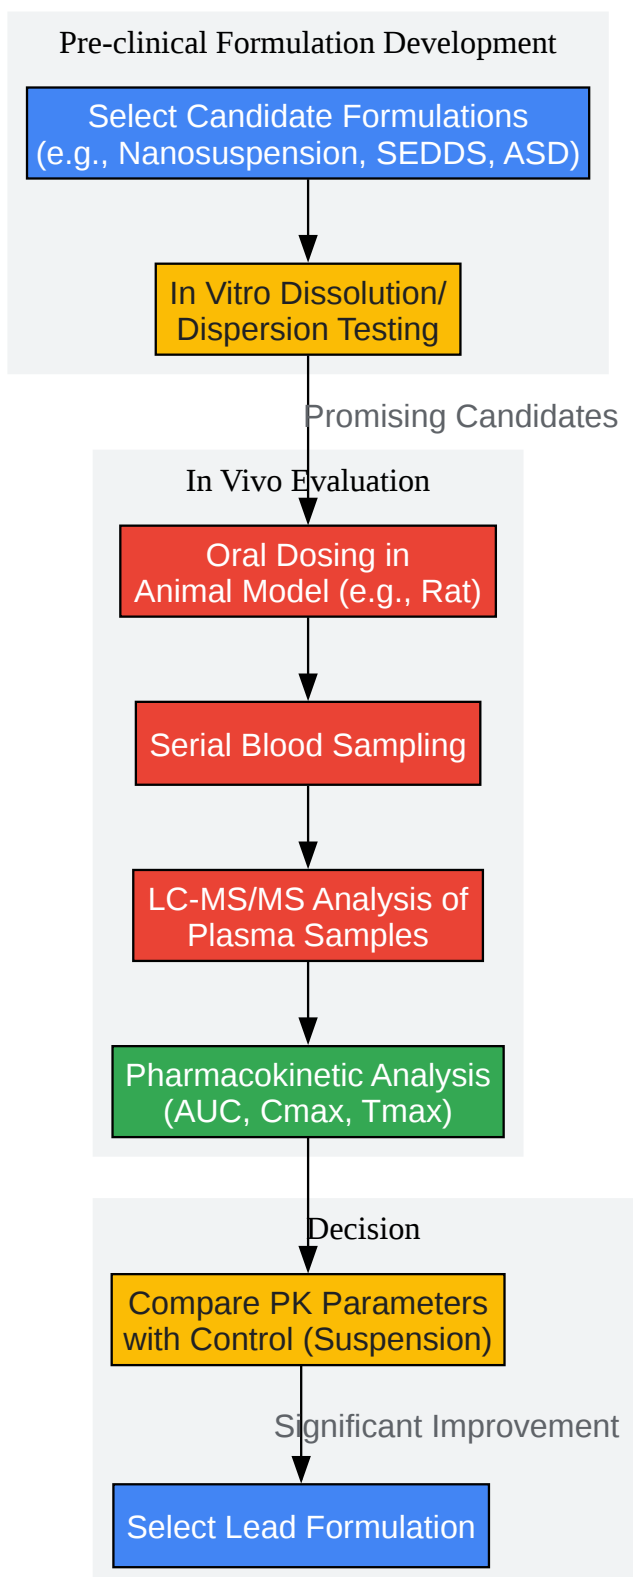 Pre-clinical Formulation Development
Select Candidate Formulations
(e.g., Nanosuspension, SEDDS, ASD)
In Vitro Dissolution/
Dispersion Testing
Promising Candidates
In Vivo Evaluation
Oral Dosing in
Animal Model (e.g., Rat)
Serial Blood Sampling
LC-MS/MS Analysis of
Plasma Samples
Pharmacokinetic Analysis
(AUC, Cmax, Tmax)
Decision
Compare PK Parameters
with Control (Suspension)
Significant Improvement
Select Lead Formulation